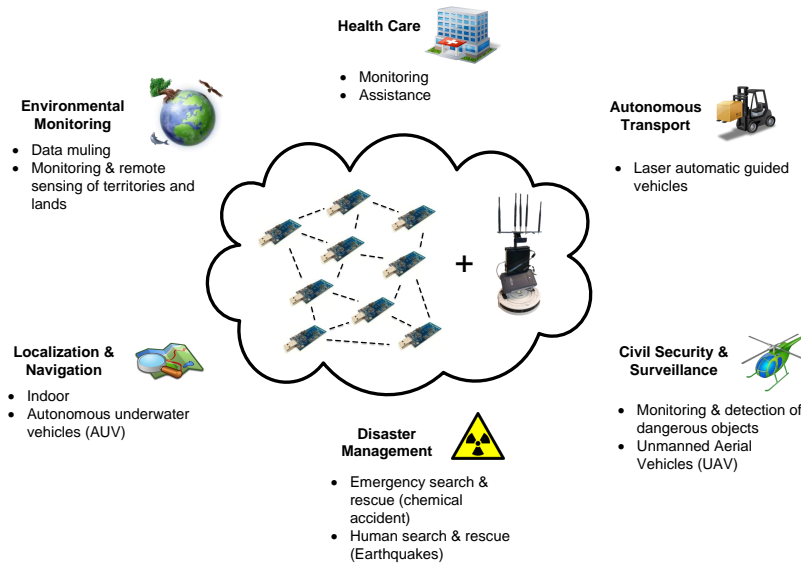 Health Care
• Monitoring
• Assistance
Environmental
Monitoring
• Data muling
• Monitoring & remote
sensing of territories and
lands
Autonomous
Transport
• Laser automatic guided
vehicles
+
Localization &
Navigation
• Indoor
• Autonomous underwater
vehicles (AUV)
Civil Security &
Surveillance
• Monitoring & detection of
dangerous objects
• Unmanned Aerial
Vehicles (UAV)
Disaster
Management
• Emergency search &
rescue (chemical
accident)
• Human search & rescue
(Earthquakes)